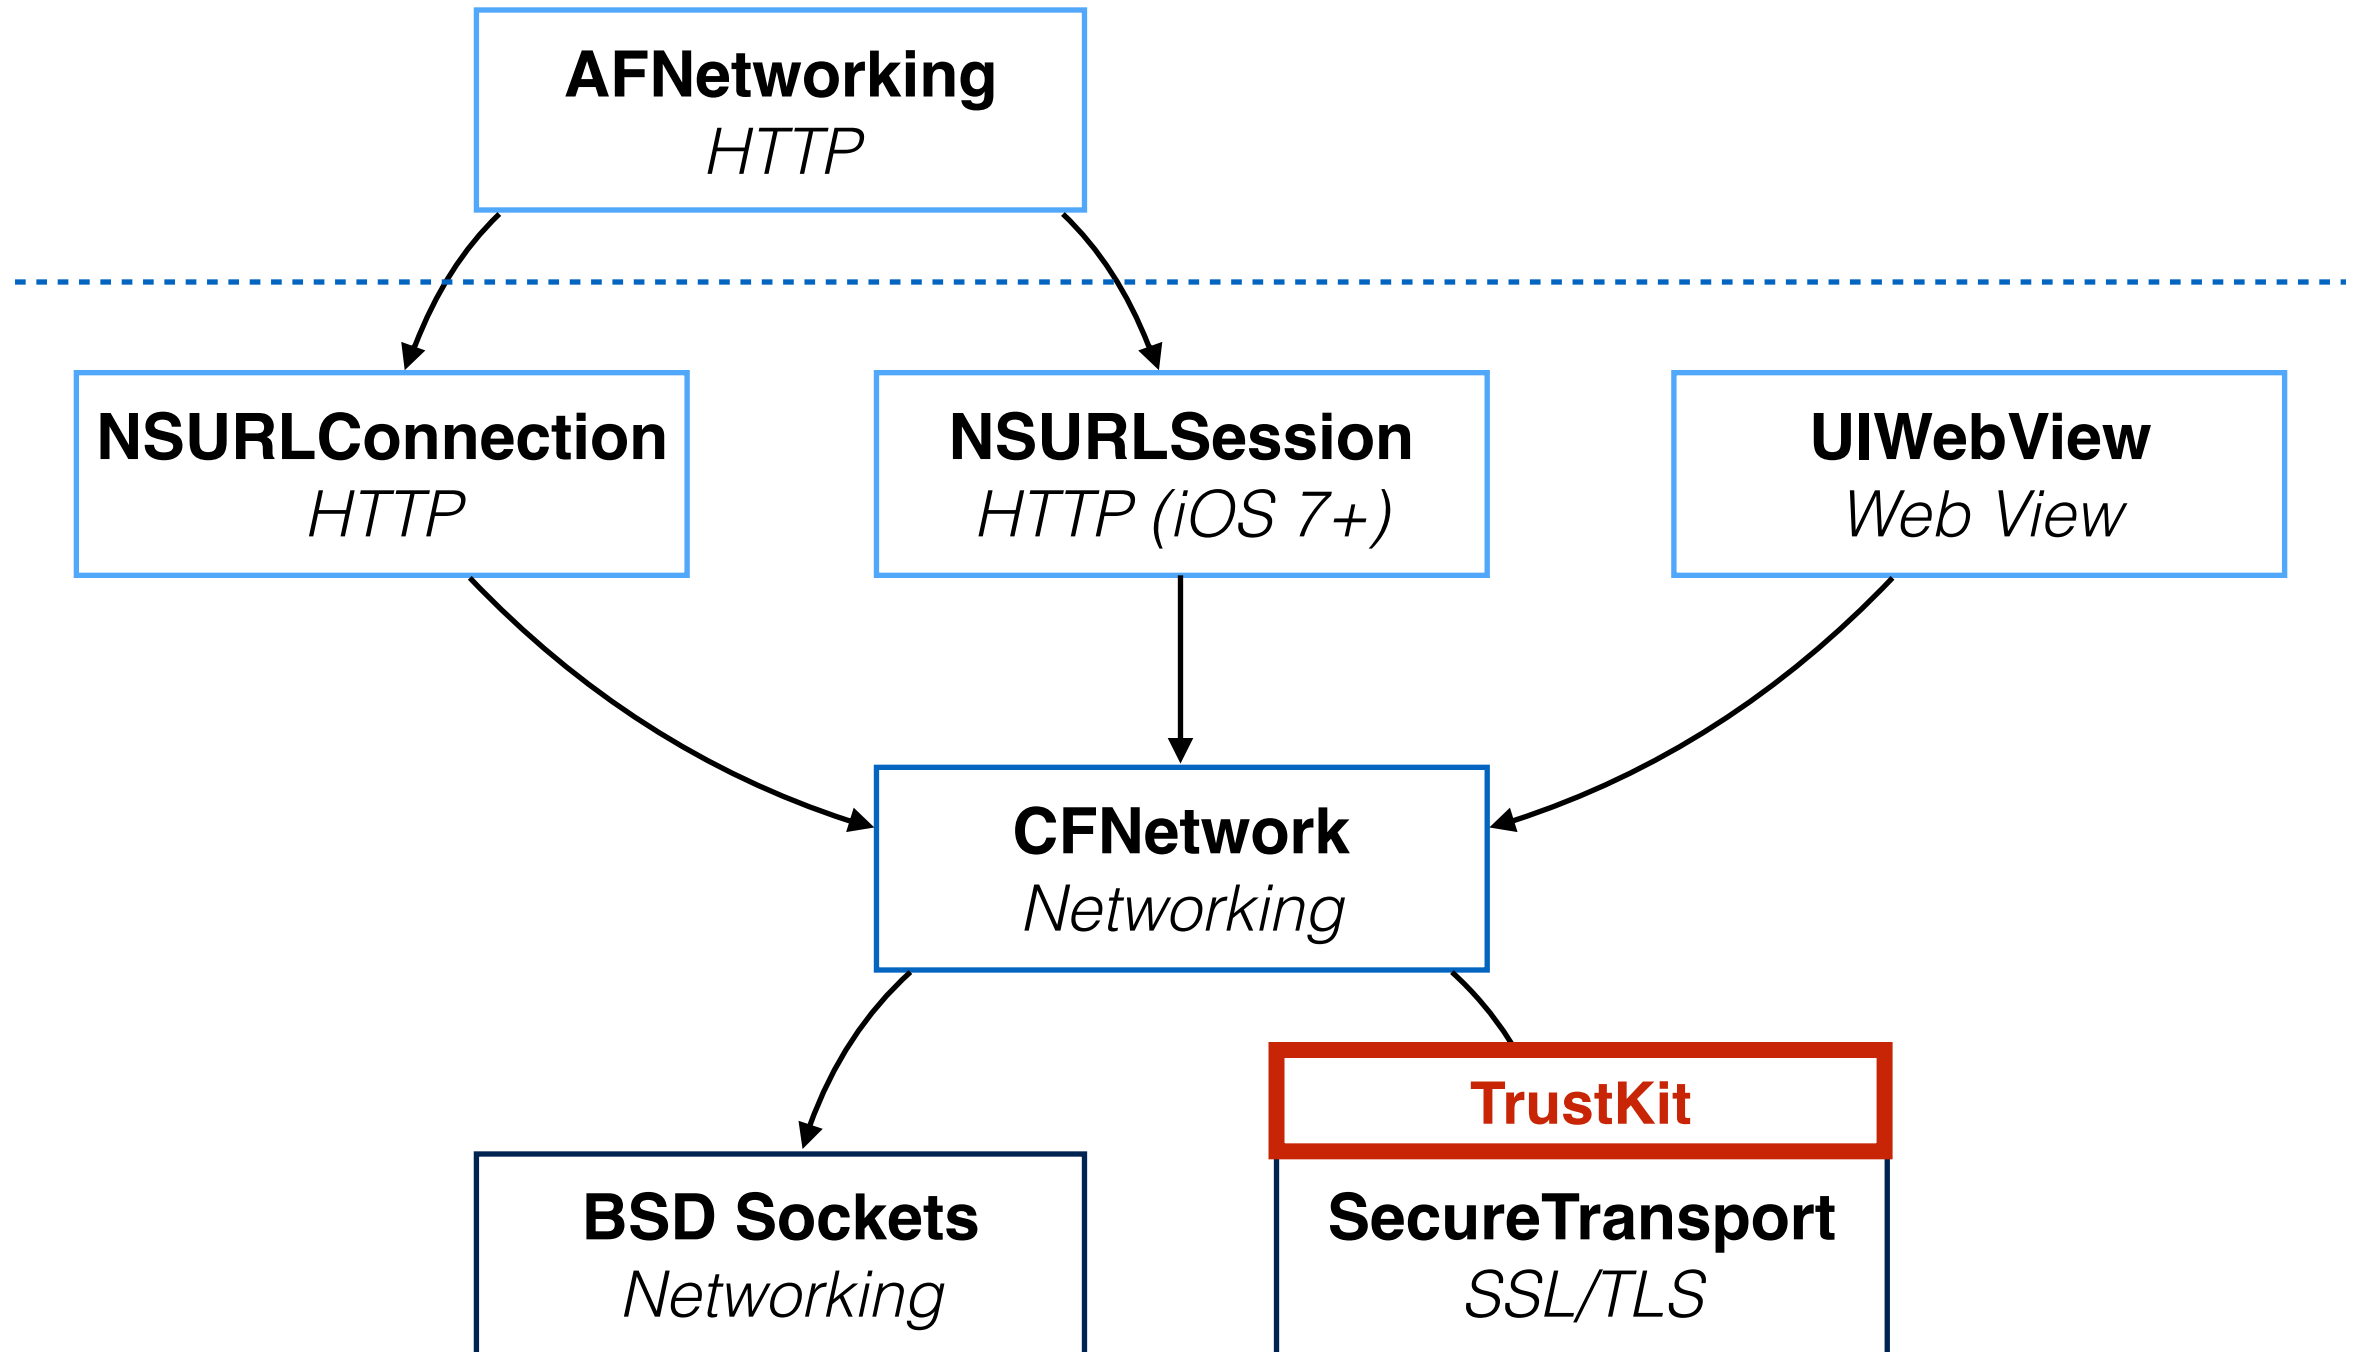 AFNetworking
HTTP
NSURLConnection
HTTP
NSURLSession
HTTP (iOS 7+)
UIWebView
Web View
CFNetwork
Networking
TrustKit
BSD Sockets
Networking
SecureTransport
SSL/TLS